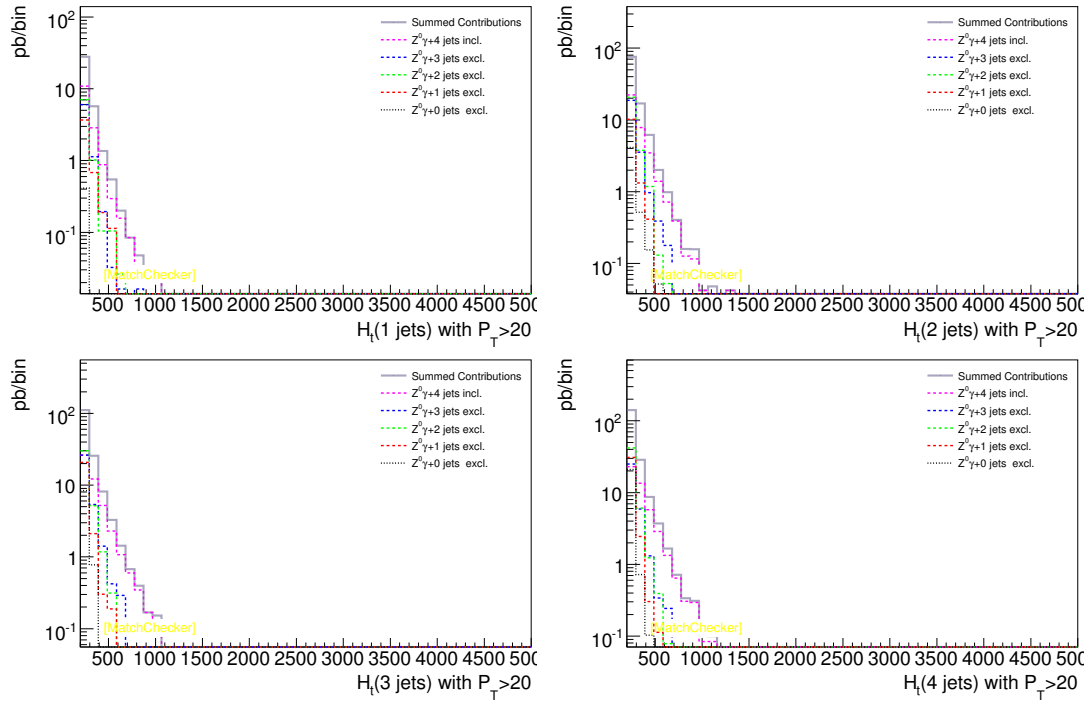 pb/bin
10²
10
1
10⁻¹
Summed Contributions
Z⁰γ+4 jets incl.
Z⁰γ+3 jets excl.
Z⁰γ+2 jets excl.
Z⁰γ+1 jets excl.
Z⁰γ+0 jets excl.
[MatchChecker]
500 1000 1500 2000 2500 3000 3500 4000 4500 500
H_t(1 jets) with P_T>20
pb/bin
10²
10
1
10⁻¹
Summed Contributions
Z⁰γ+4 jets incl.
Z⁰γ+3 jets excl.
Z⁰γ+2 jets excl.
Z⁰γ+1 jets excl.
Z⁰γ+0 jets excl.
[MatchChecker]
500 1000 1500 2000 2500 3000 3500 4000 4500 500
H_t(2 jets) with P_T>20
pb/bin
10²
10
1
10⁻¹
Summed Contributions
Z⁰γ+4 jets incl.
Z⁰γ+3 jets excl.
Z⁰γ+2 jets excl.
Z⁰γ+1 jets excl.
Z⁰γ+0 jets excl.
[MatchChecker]
500 1000 1500 2000 2500 3000 3500 4000 4500 500
H_t(3 jets) with P_T>20
pb/bin
10²
10
1
10⁻¹
Summed Contributions
Z⁰γ+4 jets incl.
Z⁰γ+3 jets excl.
Z⁰γ+2 jets excl.
Z⁰γ+1 jets excl.
Z⁰γ+0 jets excl.
[MatchChecker]
500 1000 1500 2000 2500 3000 3500 4000 4500 500
H_t(4 jets) with P_T>20